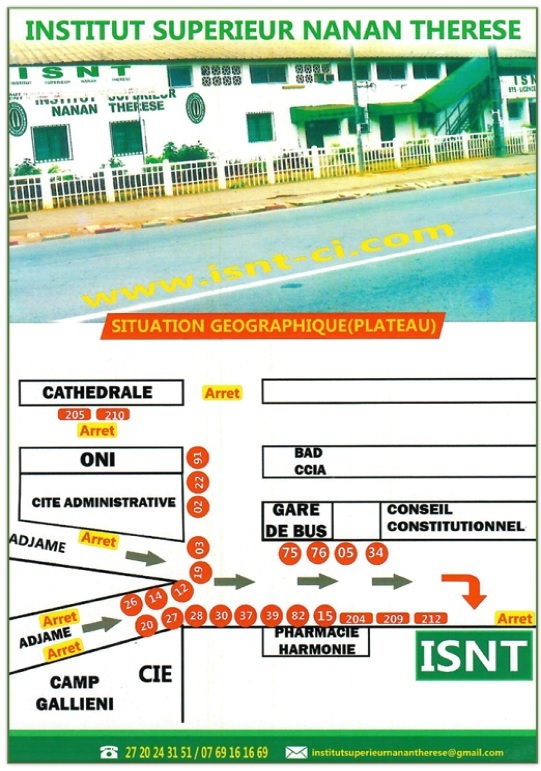 INSTITUT SUPERIEUR NANAN THERESE
I S N T
INSTITUT SUPERIEUR NANAN THERESE
INSTITUT SUPERIEUR
NANAN THERESE
www.isnt-ci.com
SITUATION GEOGRAPHIQUE(PLATEAU)
CATHEDRALE
Arret
205 210
Arret
ONI
91
BAD
CCIA
22
CITE ADMINISTRATIVE
02
GARE
DE BUS
CONSEIL
CONSTITUTIONNEL
ADJAME
Arret
03
75 76 05 34
19
26 14 12
Arret
ADJAME
Arret
20 27 28 30 37 39 82 15 204 209 212
Arret
PHARMACIE
HARMONIE
ISNT
CIE
CAMP
GALLIENI
27 20 24 31 51 / 07 69 16 16 69
institutsuperieurnanantherese@gmail.com